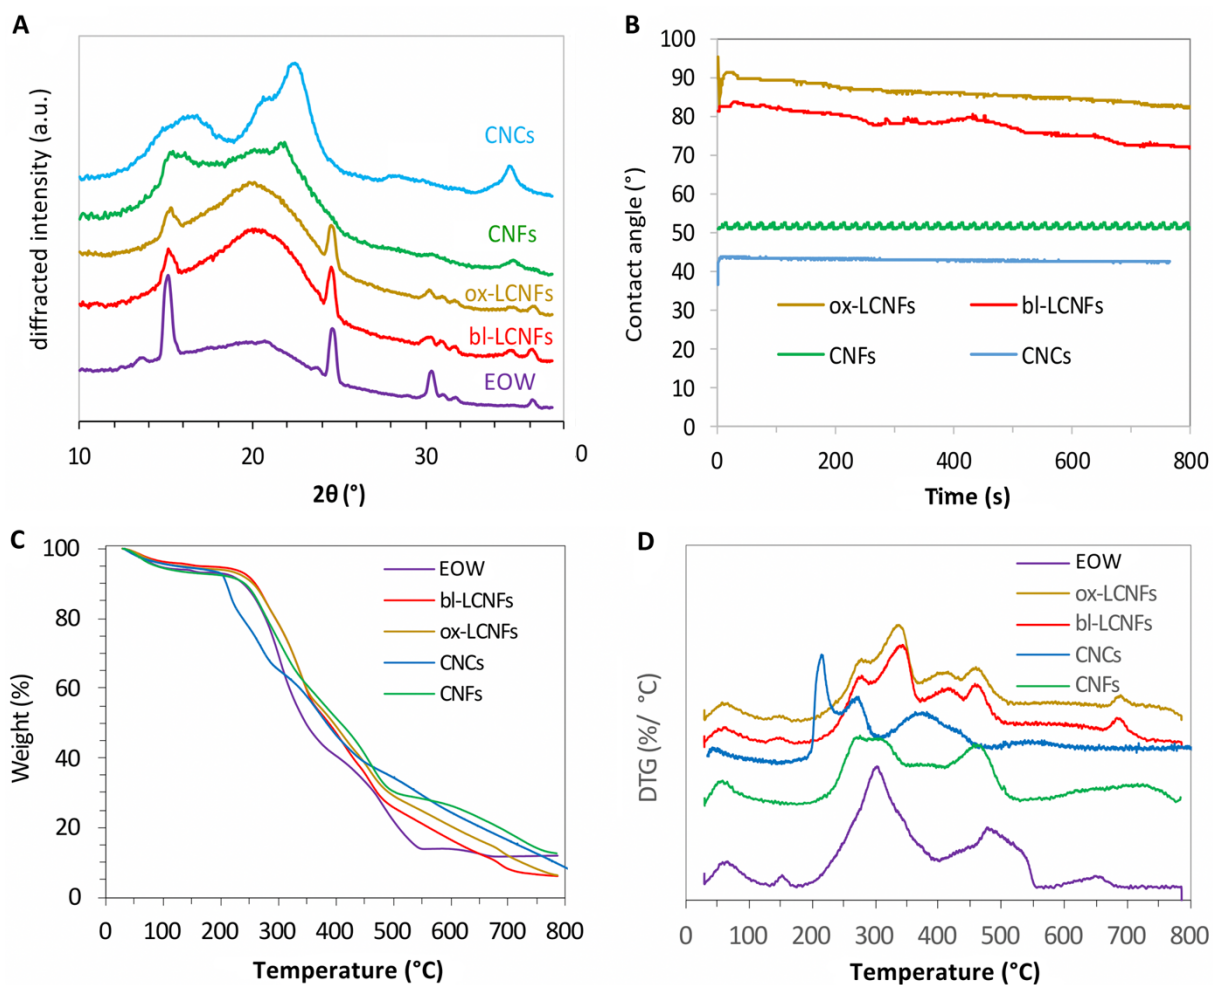 A
diffracted intensity (a.u.)
CNCs
CNFs
ox-LCNFs
bl-LCNFs
EOW
10 20 30 0
2θ (°)
B
Contact angle (°)
100
90
80
70
60
50
40
30
20
10
0
ox-LCNFs bl-LCNFs
CNFs CNCs
0 200 400 600 800
Time (s)
C
Weight (%)
100
80
60
40
20
0
EOW
bl-LCNFs
ox-LCNFs
CNCs
CNFs
0 100 200 300 400 500 600 700 800
Temperature (°C)
D
DTG (%/ °C)
EOW
ox-LCNFs
bl-LCNFs
CNCs
CNFs
0 100 200 300 400 500 600 700 800
Temperature (°C)